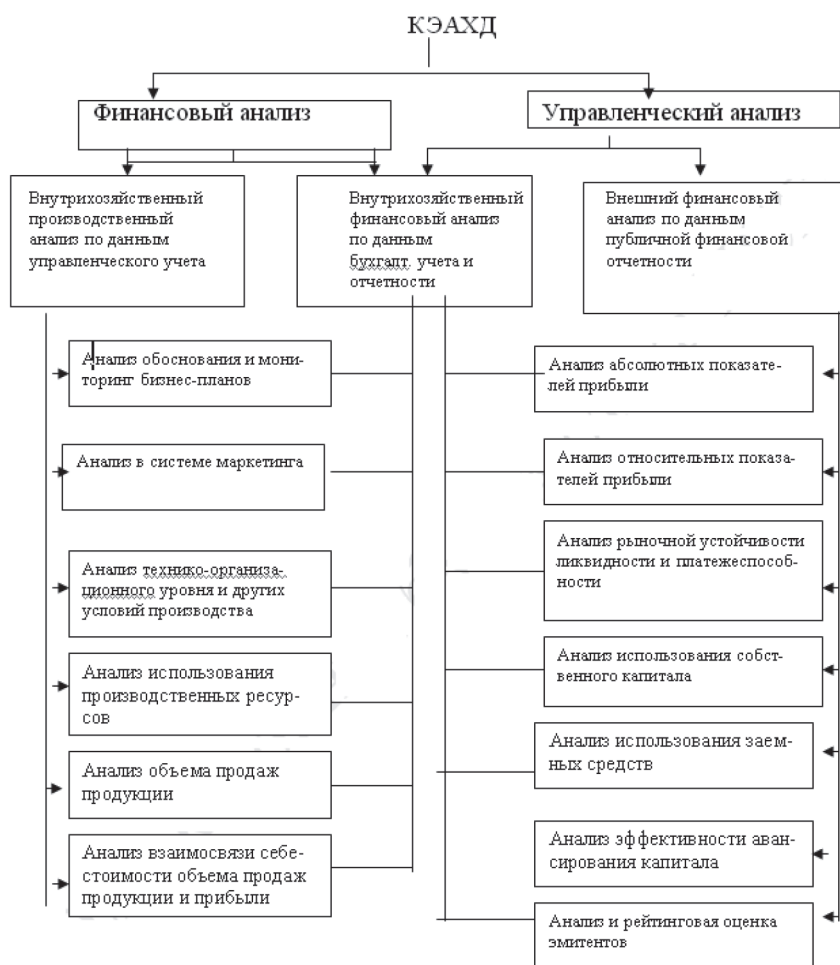 КЭАХД
Финансовый анализ
Управленческий анализ
Внутрихозяйственный
производственный
анализ по данным
управленческого учета
Внутрихозяйственный
финансовый анализ
по данным
бухгалт. учета и
отчетности
Внешний финансовый
анализ по данным
публичной финансовой
отчетности
Анализ обоснования и мони-
торинг бизнес-планов
Анализ в системе маркетинга
Анализ технико-организа-
ционного уровня и других
условий производства
Анализ использования
производственных ресур-
сов
Анализ объема продаж
продукции
Анализ взаимосвязи себе-
стоимости объема продаж
продукции и прибыли
Анализ абсолютных показате-
лей прибыли
Анализ относительных показа-
телей прибыли
Анализ рыночной устойчивости
ликвидности и платежеспособ-
ности
Анализ использования собст-
венного капитала
Анализ использования заем-
ных средств
Анализ эффективности аван-
сирования капитала
Анализ и рейтинговая оценка
эмитентов